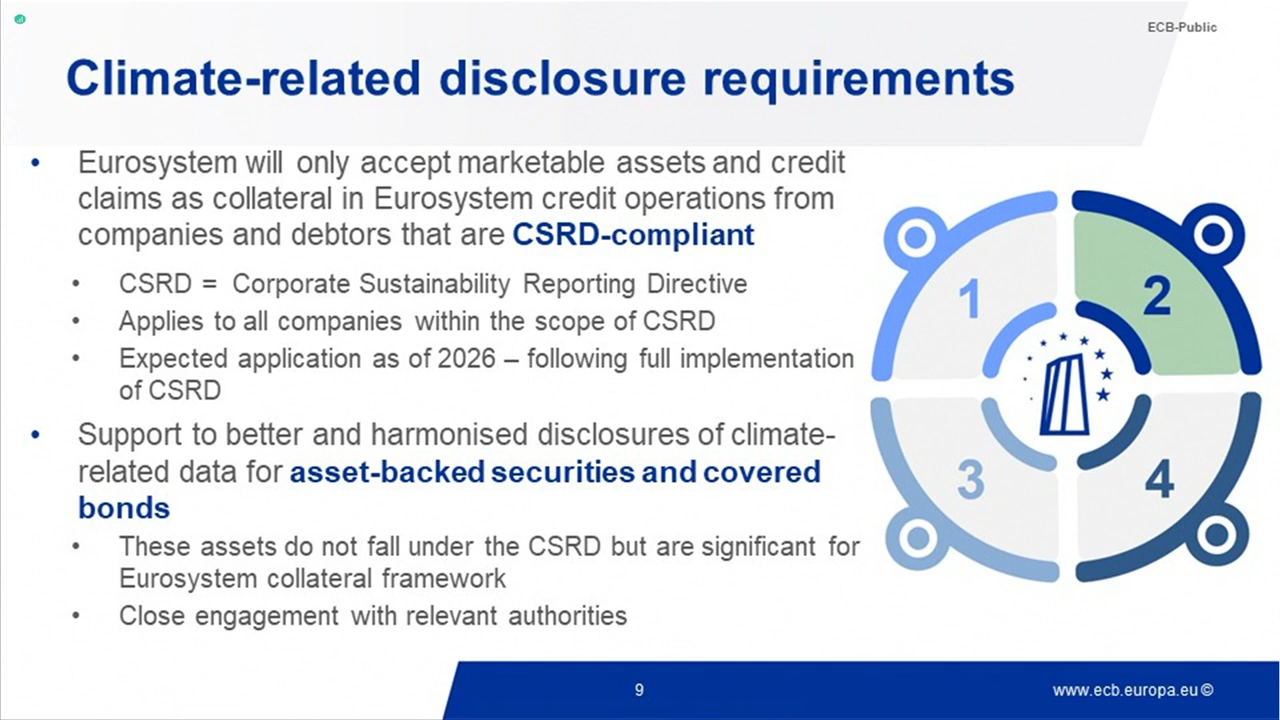 ECB-Public
Climate-related disclosure requirements
• Eurosystem will only accept marketable assets and credit
claims as collateral in Eurosystem credit operations from
companies and debtors that are CSRD-compliant
• CSRD = Corporate Sustainability Reporting Directive
• Applies to all companies within the scope of CSRD
• Expected application as of 2026 – following full implementation
of CSRD
• Support to better and harmonised disclosures of climate-
related data for asset-backed securities and covered
bonds
• These assets do not fall under the CSRD but are significant for
Eurosystem collateral framework
• Close engagement with relevant authorities
1
2
3
4
9
www.ecb.europa.eu ©